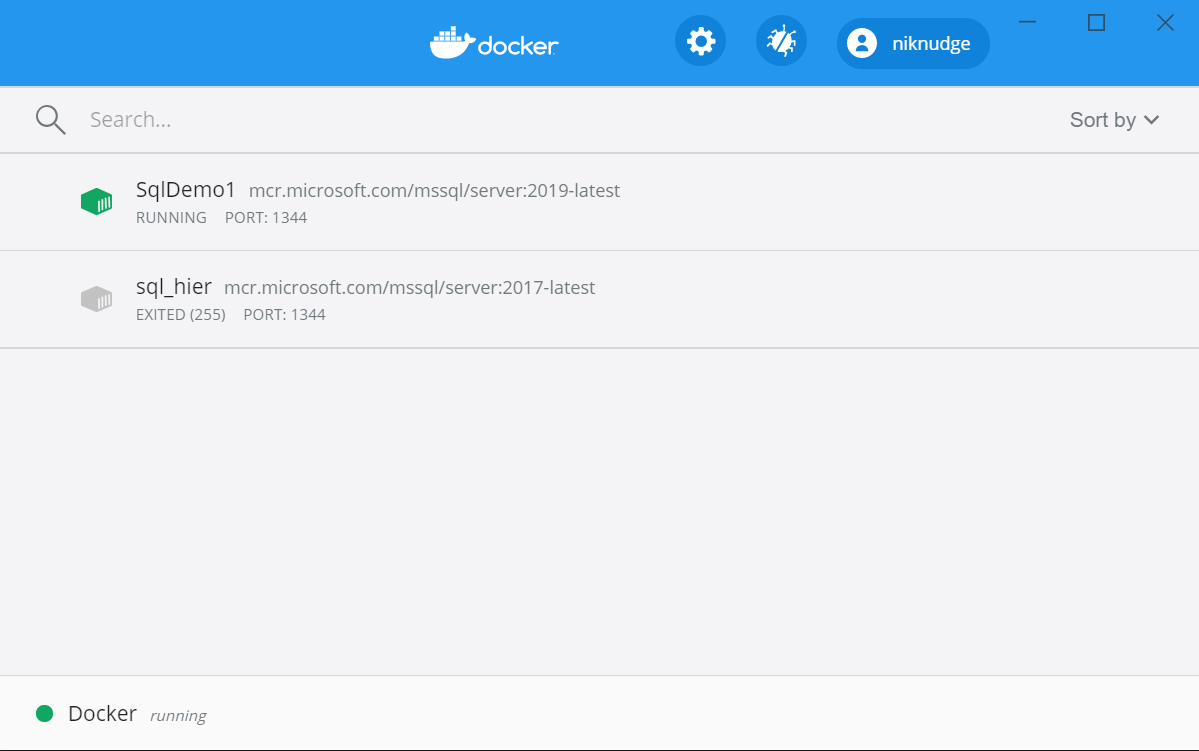 docker
niknudge
Search...
Sort by
SqlDemo1 mcr.microsoft.com/mssql/server:2019-latest
RUNNING PORT: 1344
sql_hier mcr.microsoft.com/mssql/server:2017-latest
EXITED (255) PORT: 1344
Docker running